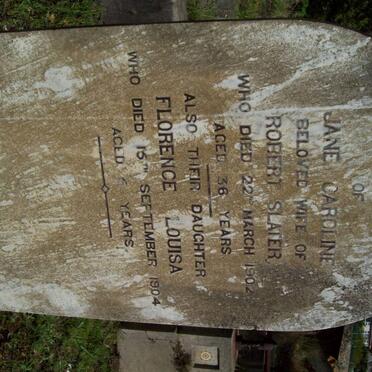 OF
JANE CAROLINE
BELOVED WIFE OF
ROBERT SLATER
WHO DIED 22ND MARCH 1902
AGED 36 YEARS
ALSO THEIR DAUGHTER
FLORENCE LOUISA
WHO DIED 15TH SEPTEMBER 1904
AGED YEARS